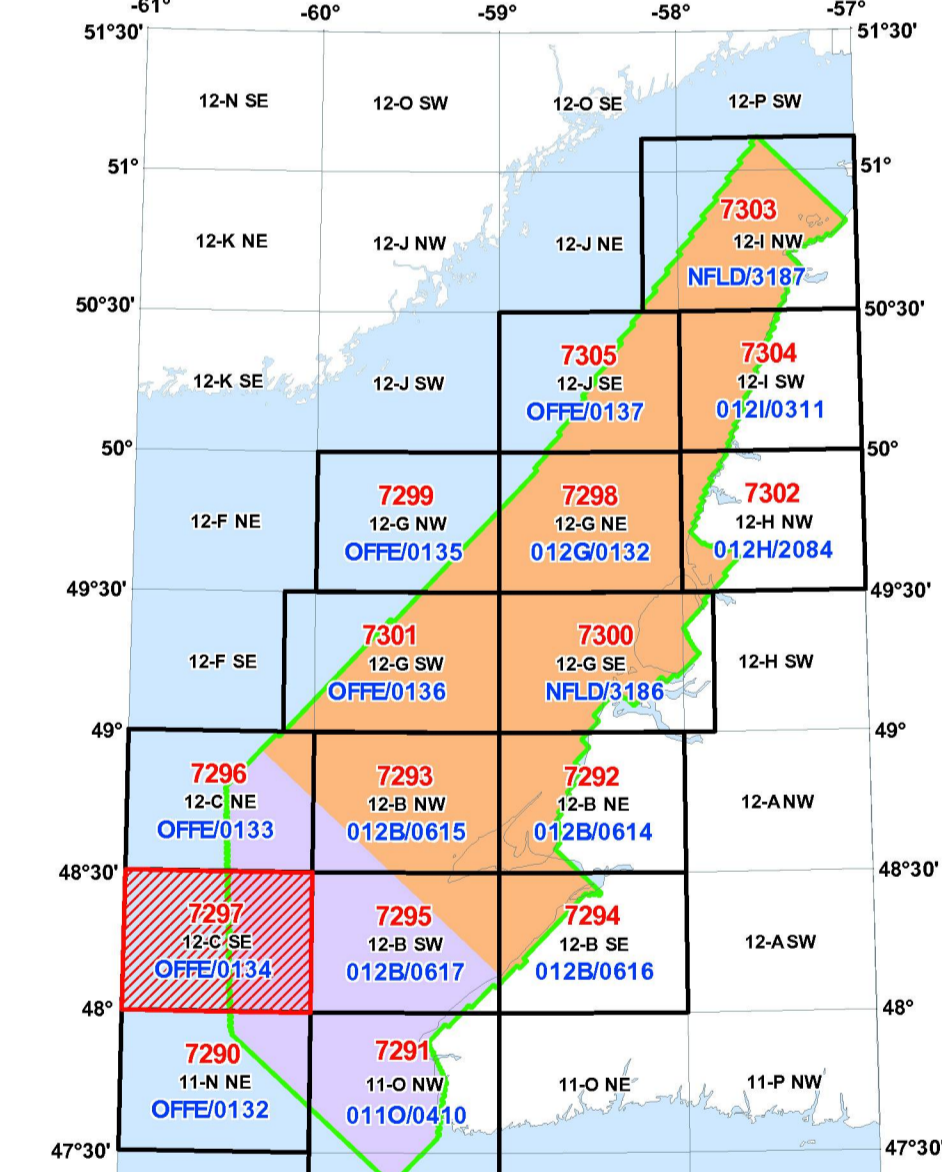 -61°
-60°
-59°
-58°
-57°
51°30'
51°30'
12-N SE
12-O SW
12-O SE
12-P SW
51°
51°
7303
12-K NE
12-J NW
12-J NE
12-I NW
NFLD/3187
50°30'
50°30'
7305
7304
12-K SE
12-J SW
12-J SE
12-I SW
OFFE/0137
012I/0311
50°
50°
7299
7298
7302
12-F NE
12-G NW
12-G NE
12-H NW
OFFE/0135
012G/0132
012H/2084
49°30'
49°30'
7301
7300
12-F SE
12-G SW
12-G SE
12-H SW
OFFE/0136
NFLD/3186
49°
49°
7296
7293
7292
12-C NE
12-B NW
12-B NE
12-A NW
OFFE/0133
012B/0615
012B/0614
48°30'
48°30'
7297
7295
7294
12-C SE
12-B SW
12-B SE
12-A SW
OFFE/0134
012B/0617
012B/0616
48°
48°
7290
7291
11-N NE
11-O NW
11-O NE
11-P NW
OFFE/0132
011O/0410
47°30'
47°30'